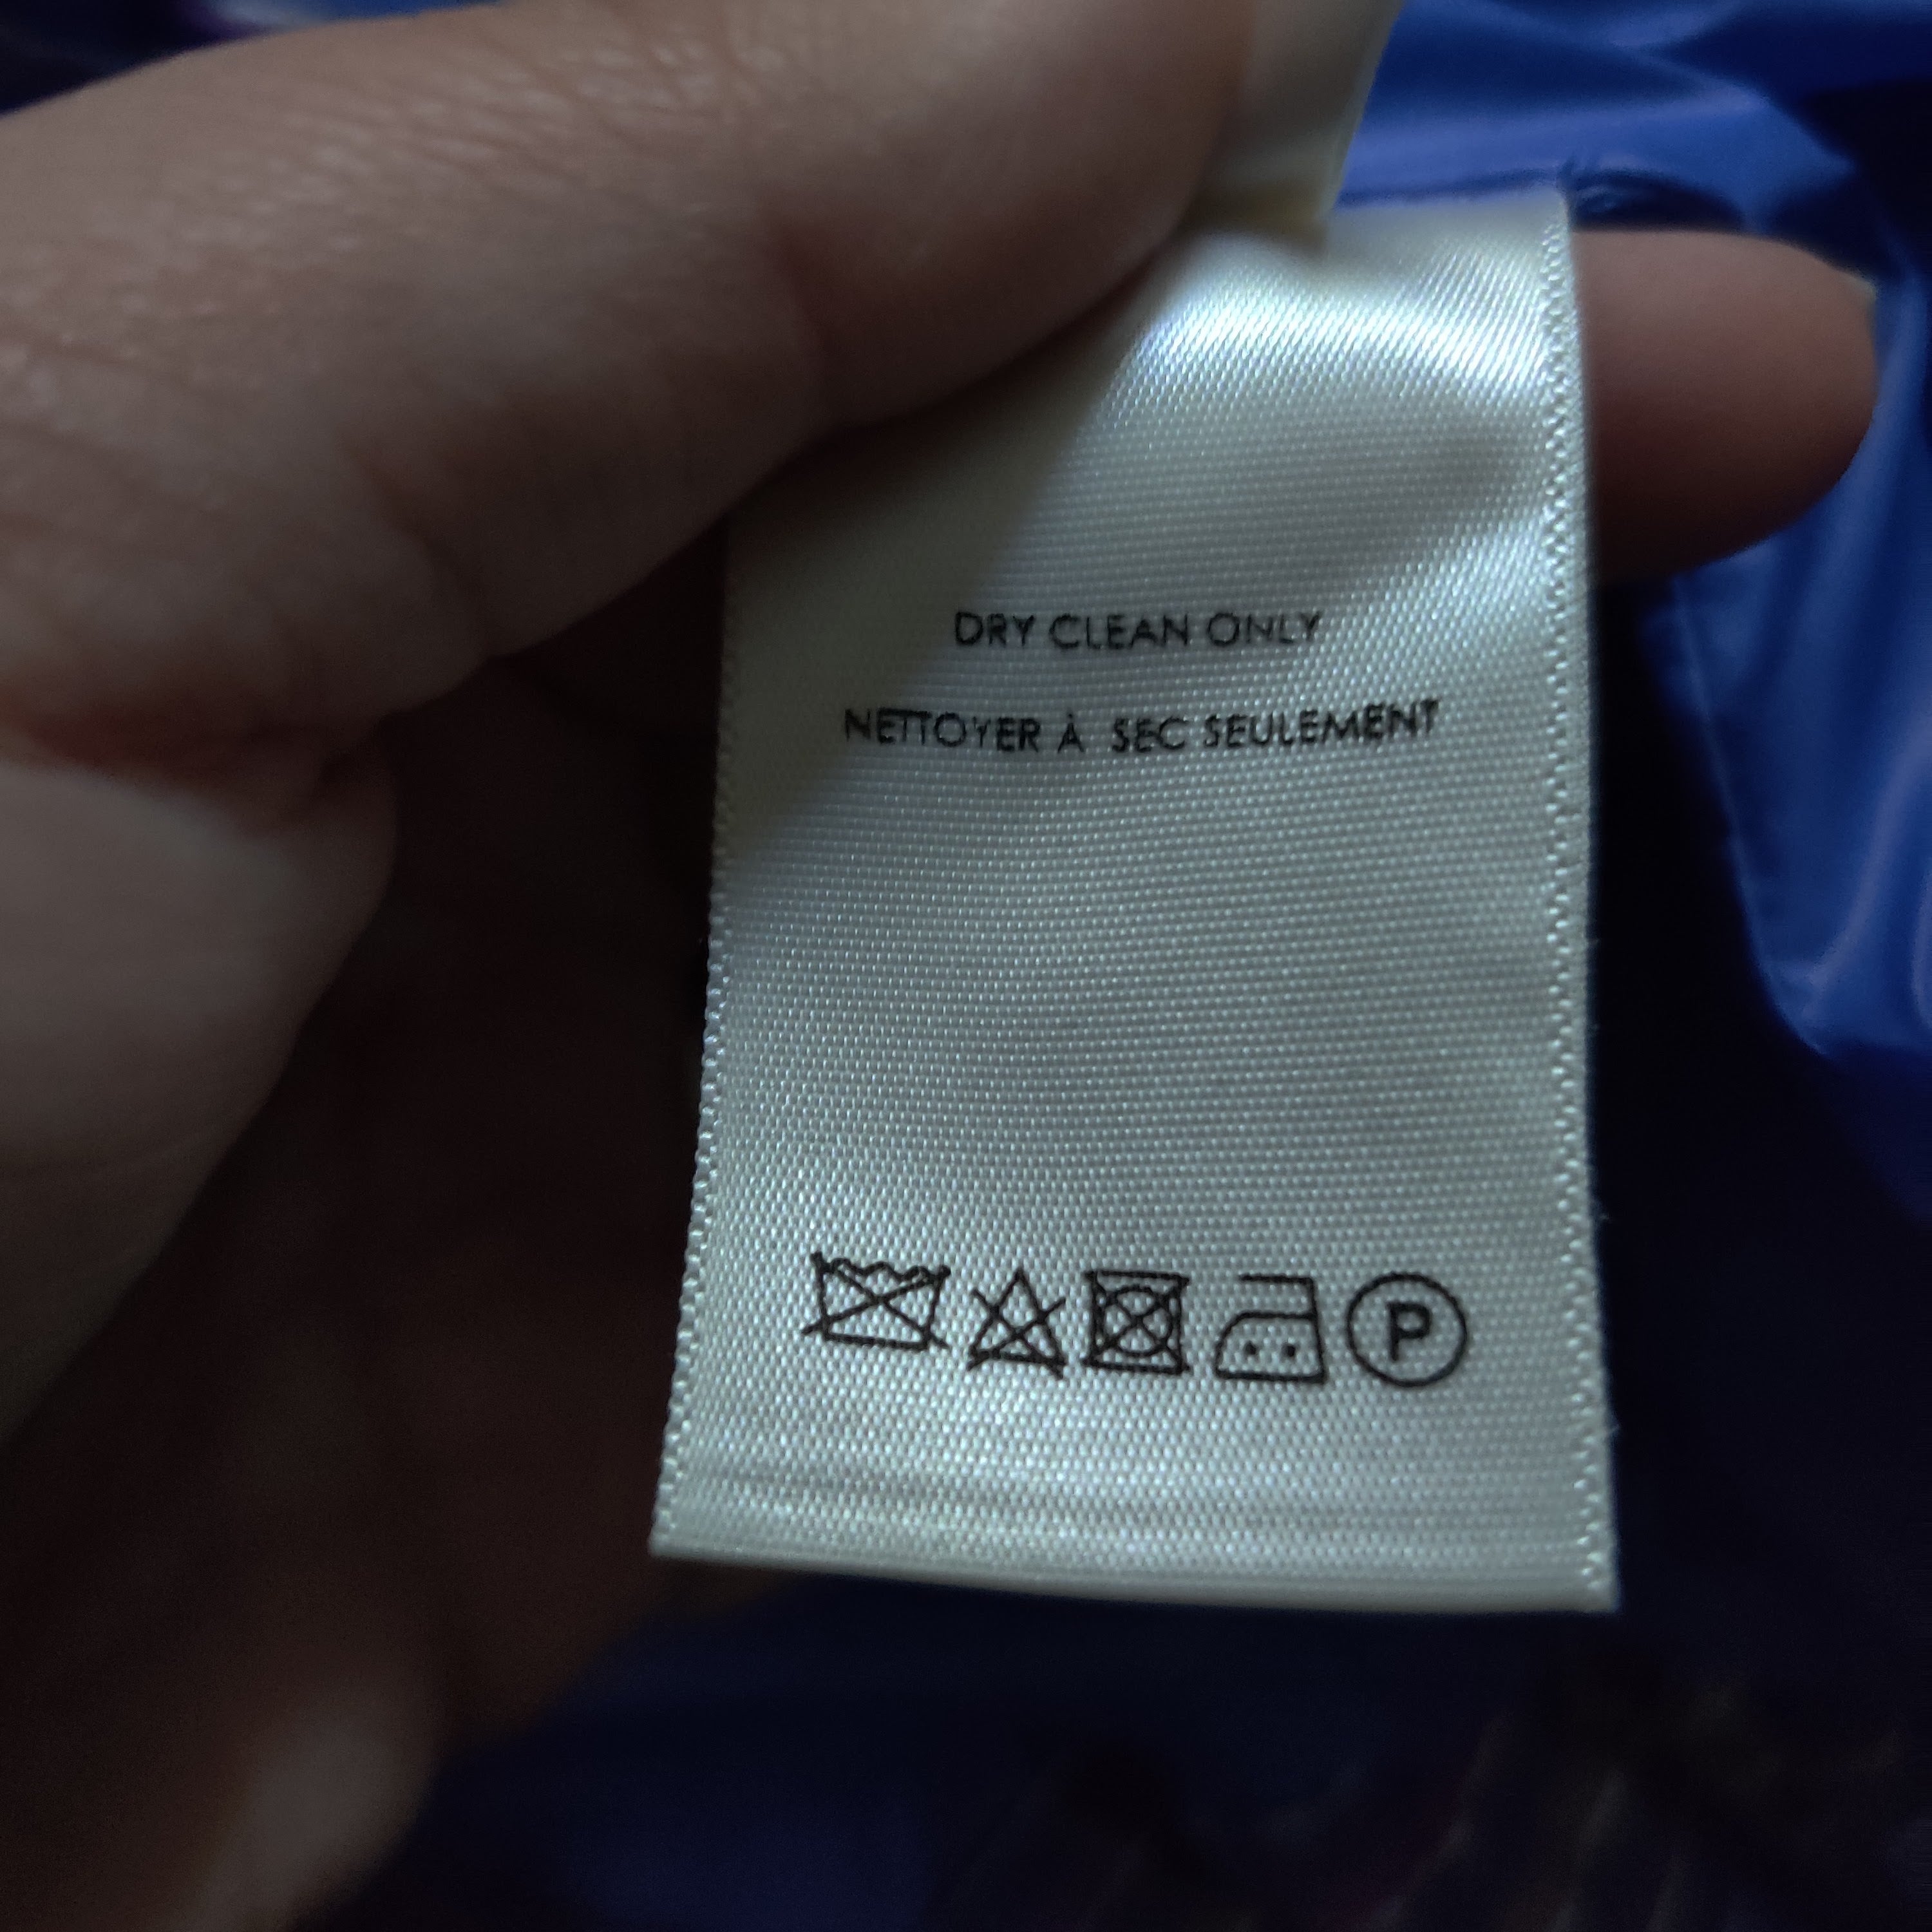 DRY CLEAN ONLY
NETTOYER À SEC SEULEMENT
P